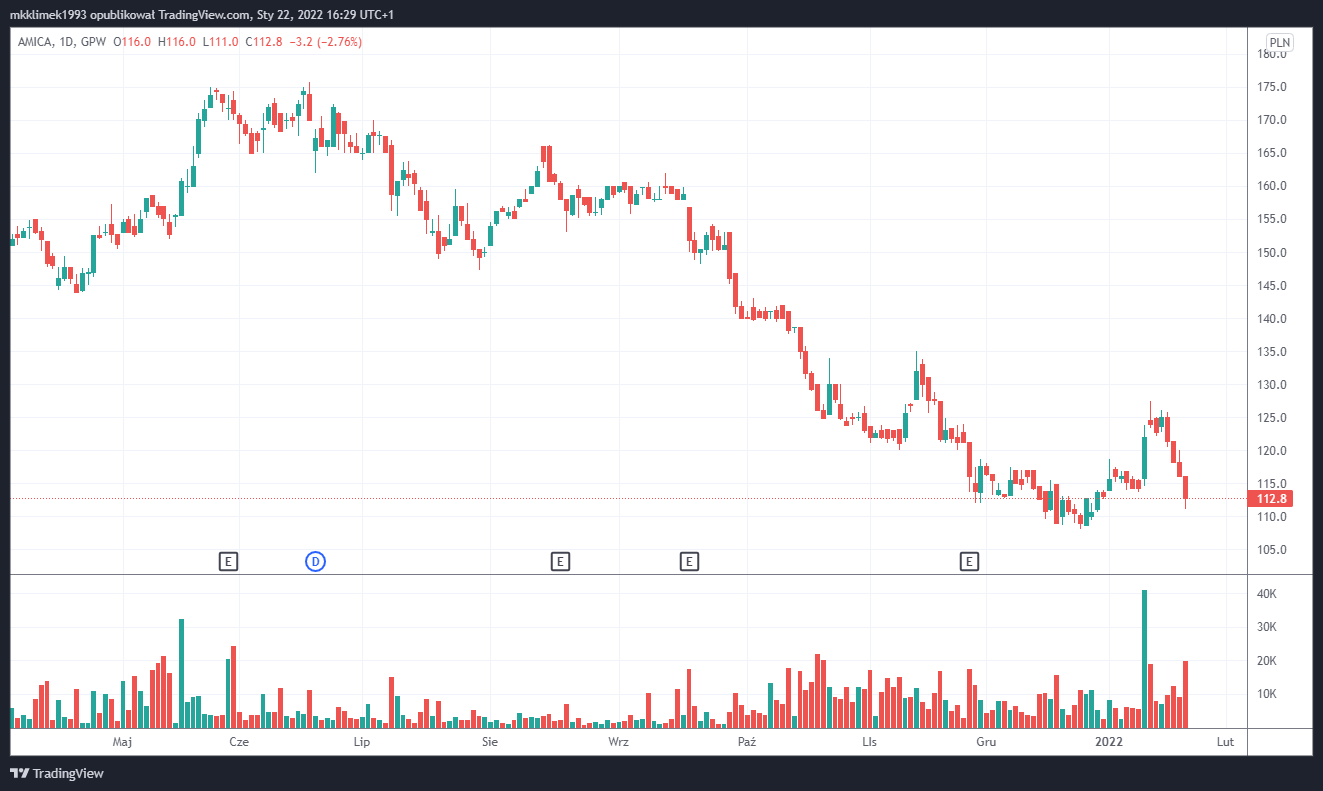 mkklimek1993 opublikował TradingView.com, Sty 22, 2022 16:29 UTC+1
AMICA, 1D, GPW O116.0 H116.0 L111.0 C112.8 −3.2 (−2.76%)
PLN
180.0
175.0
170.0
165.0
160.0
155.0
150.0
145.0
140.0
135.0
130.0
125.0
120.0
115.0
112.8
110.0
105.0
E D E E E
40K
30K
20K
10K
Maj Cze Lip Sie Wrz Paź LIs Gru 2022 Lut
TradingView